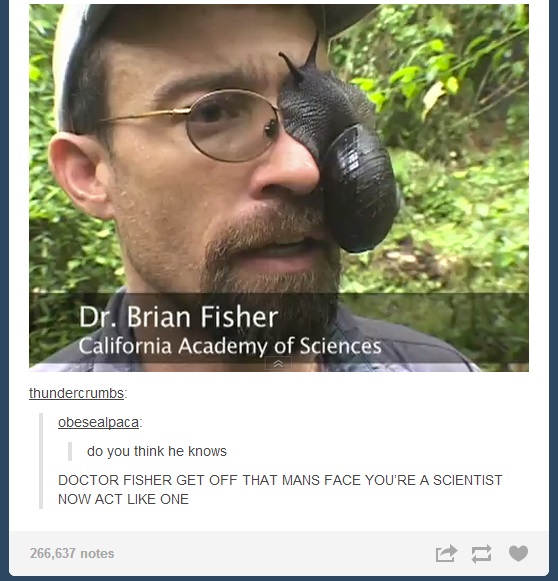 Dr. Brian Fisher
California Academy of Sciences
thundercrumbs:
obesealpaca:
do you think he knows
DOCTOR FISHER GET OFF THAT MANS FACE YOU'RE A SCIENTIST
NOW ACT LIKE ONE
266,637 notes